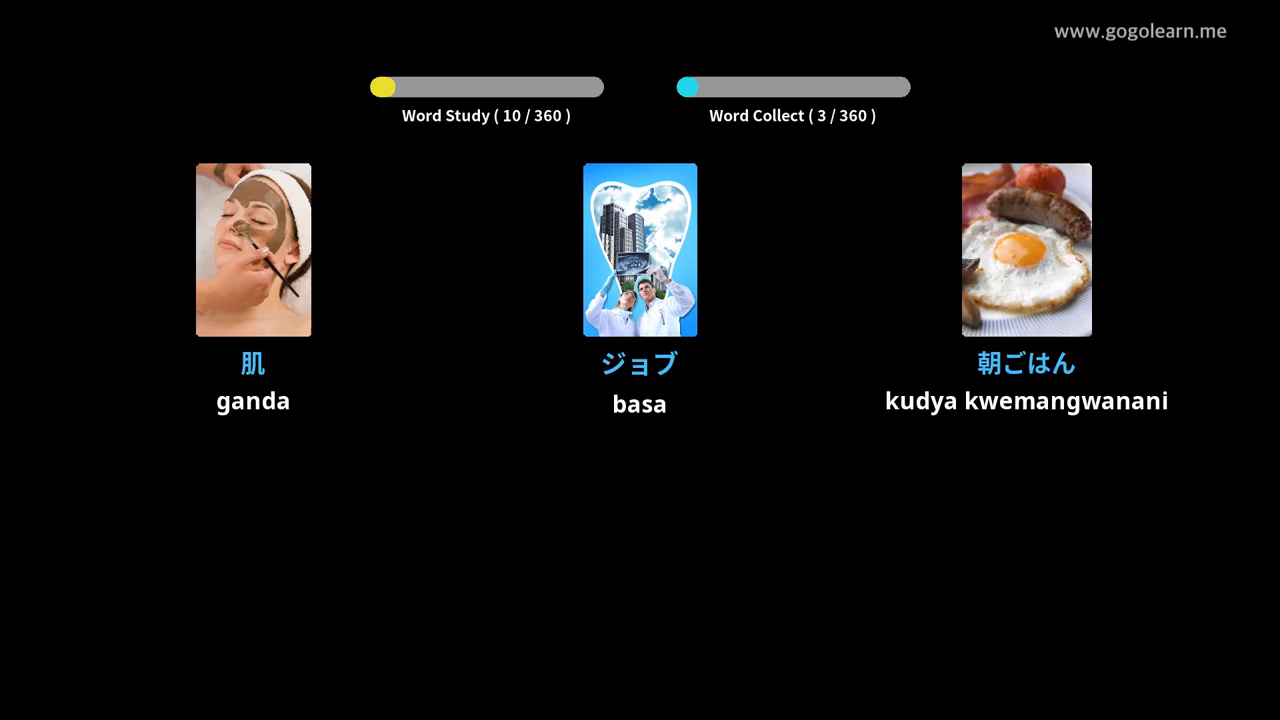 www.gogolearn.me
Word Study ( 10 / 360 )
Word Collect ( 3 / 360 )
肌
ganda
ジョブ
basa
朝ごはん
kudya kwemangwanani